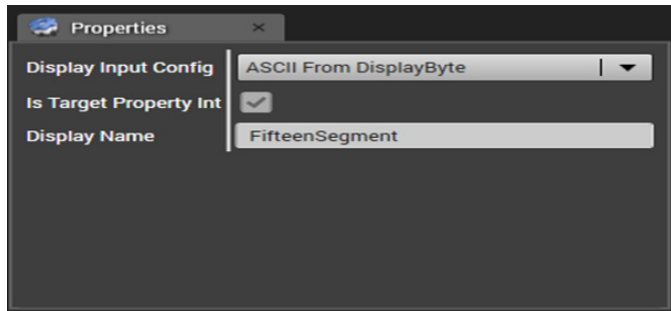 Properties
Display Input Config ASCII From DisplayByte
Is Target Property Int
Display Name FifteenSegment